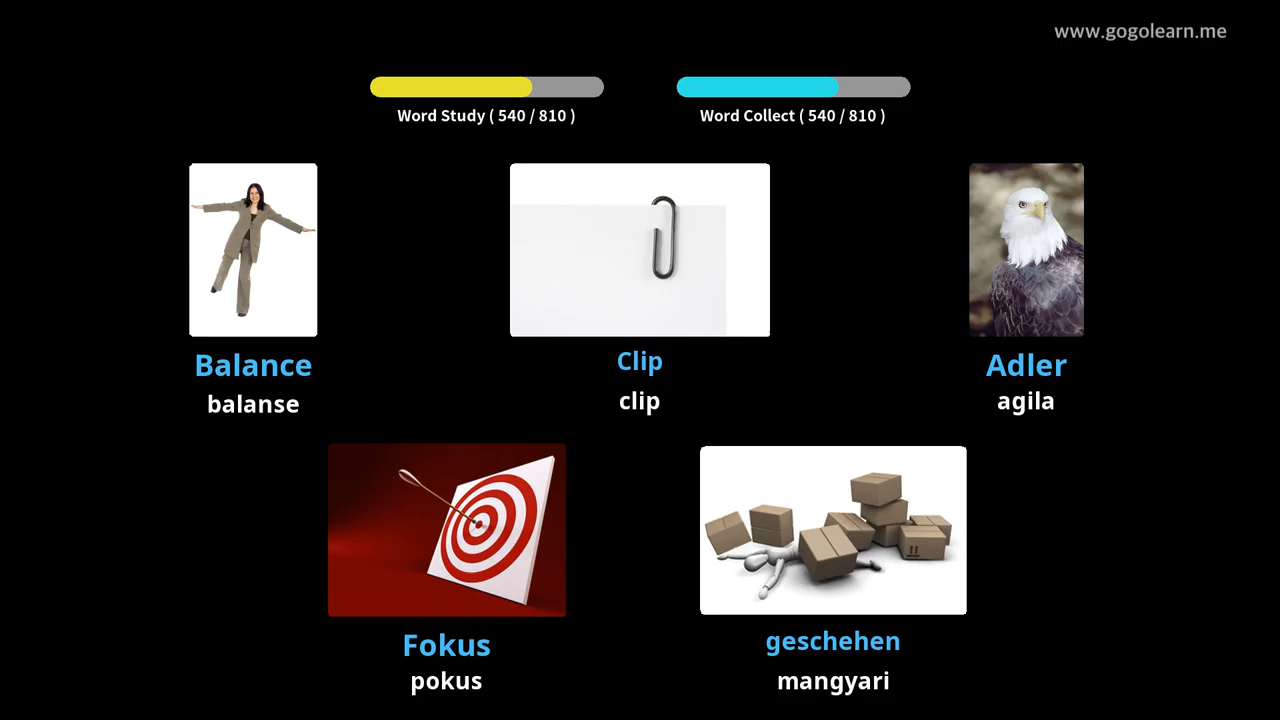 www.gogolearn.me
Word Study ( 540 / 810 )
Word Collect ( 540 / 810 )
Balance
balanse
Clip
clip
Adler
agila
Fokus
pokus
geschehen
mangyari